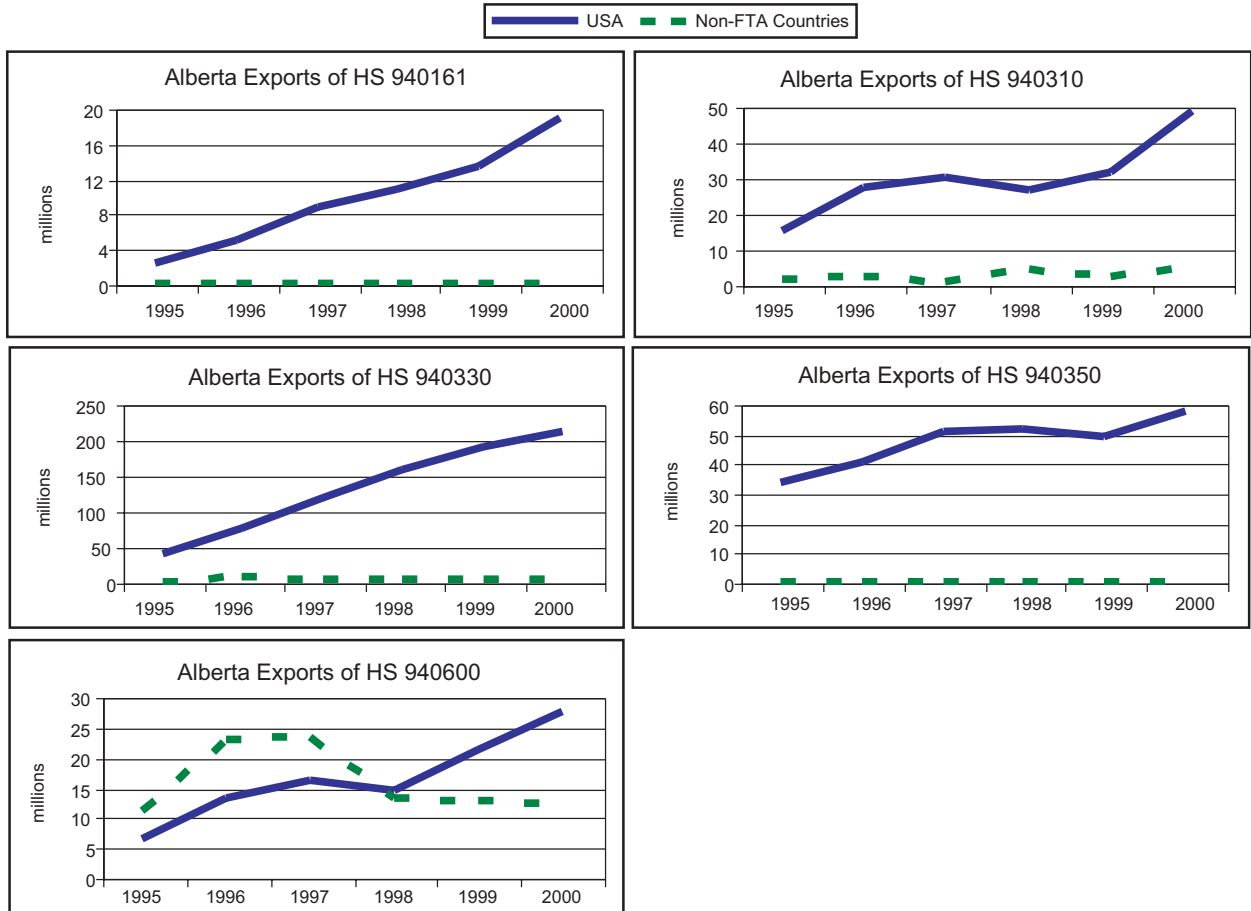 USA Non-FTA Countries
Alberta Exports of HS 940161
20
16
12
8
4
0
millions
1995 1996 1997 1998 1999 2000
Alberta Exports of HS 940310
50
40
30
20
10
0
millions
1995 1996 1997 1998 1999 2000
Alberta Exports of HS 940330
250
200
150
100
50
0
millions
1995 1996 1997 1998 1999 2000
Alberta Exports of HS 940350
60
50
40
30
20
10
0
millions
1995 1996 1997 1998 1999 2000
Alberta Exports of HS 940600
30
25
20
15
10
5
0
millions
1995 1996 1997 1998 1999 2000